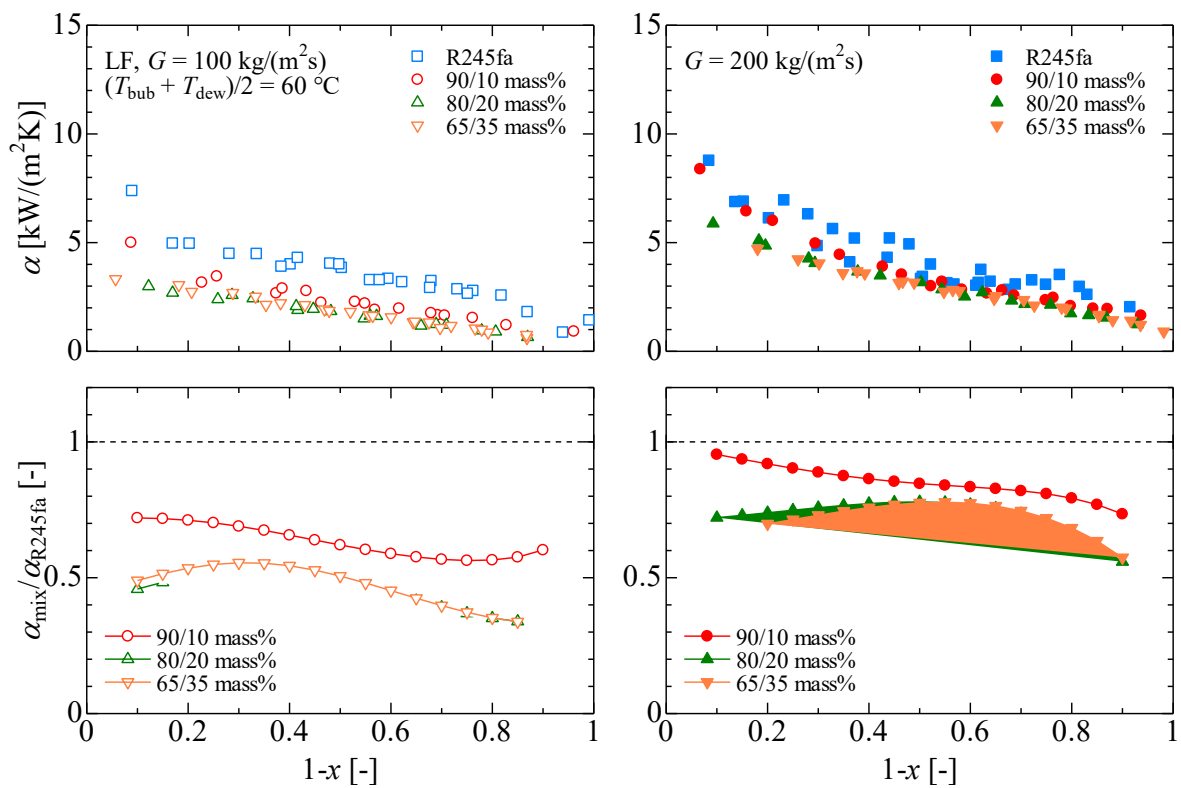 15
10
5
0
α [kW/(m²K)]
LF, G = 100 kg/(m²s)
(T_bub + T_dew)/2 = 60 °C
R245fa
90/10 mass%
80/20 mass%
65/35 mass%
15
10
5
0
G = 200 kg/(m²s)
R245fa
90/10 mass%
80/20 mass%
65/35 mass%
1
0.5
0
α_mix/α_R245fa [-]
90/10 mass%
80/20 mass%
65/35 mass%
0 0.2 0.4 0.6 0.8 1
1-x [-]
1
0.5
0
90/10 mass%
80/20 mass%
65/35 mass%
0 0.2 0.4 0.6 0.8 1
1-x [-]